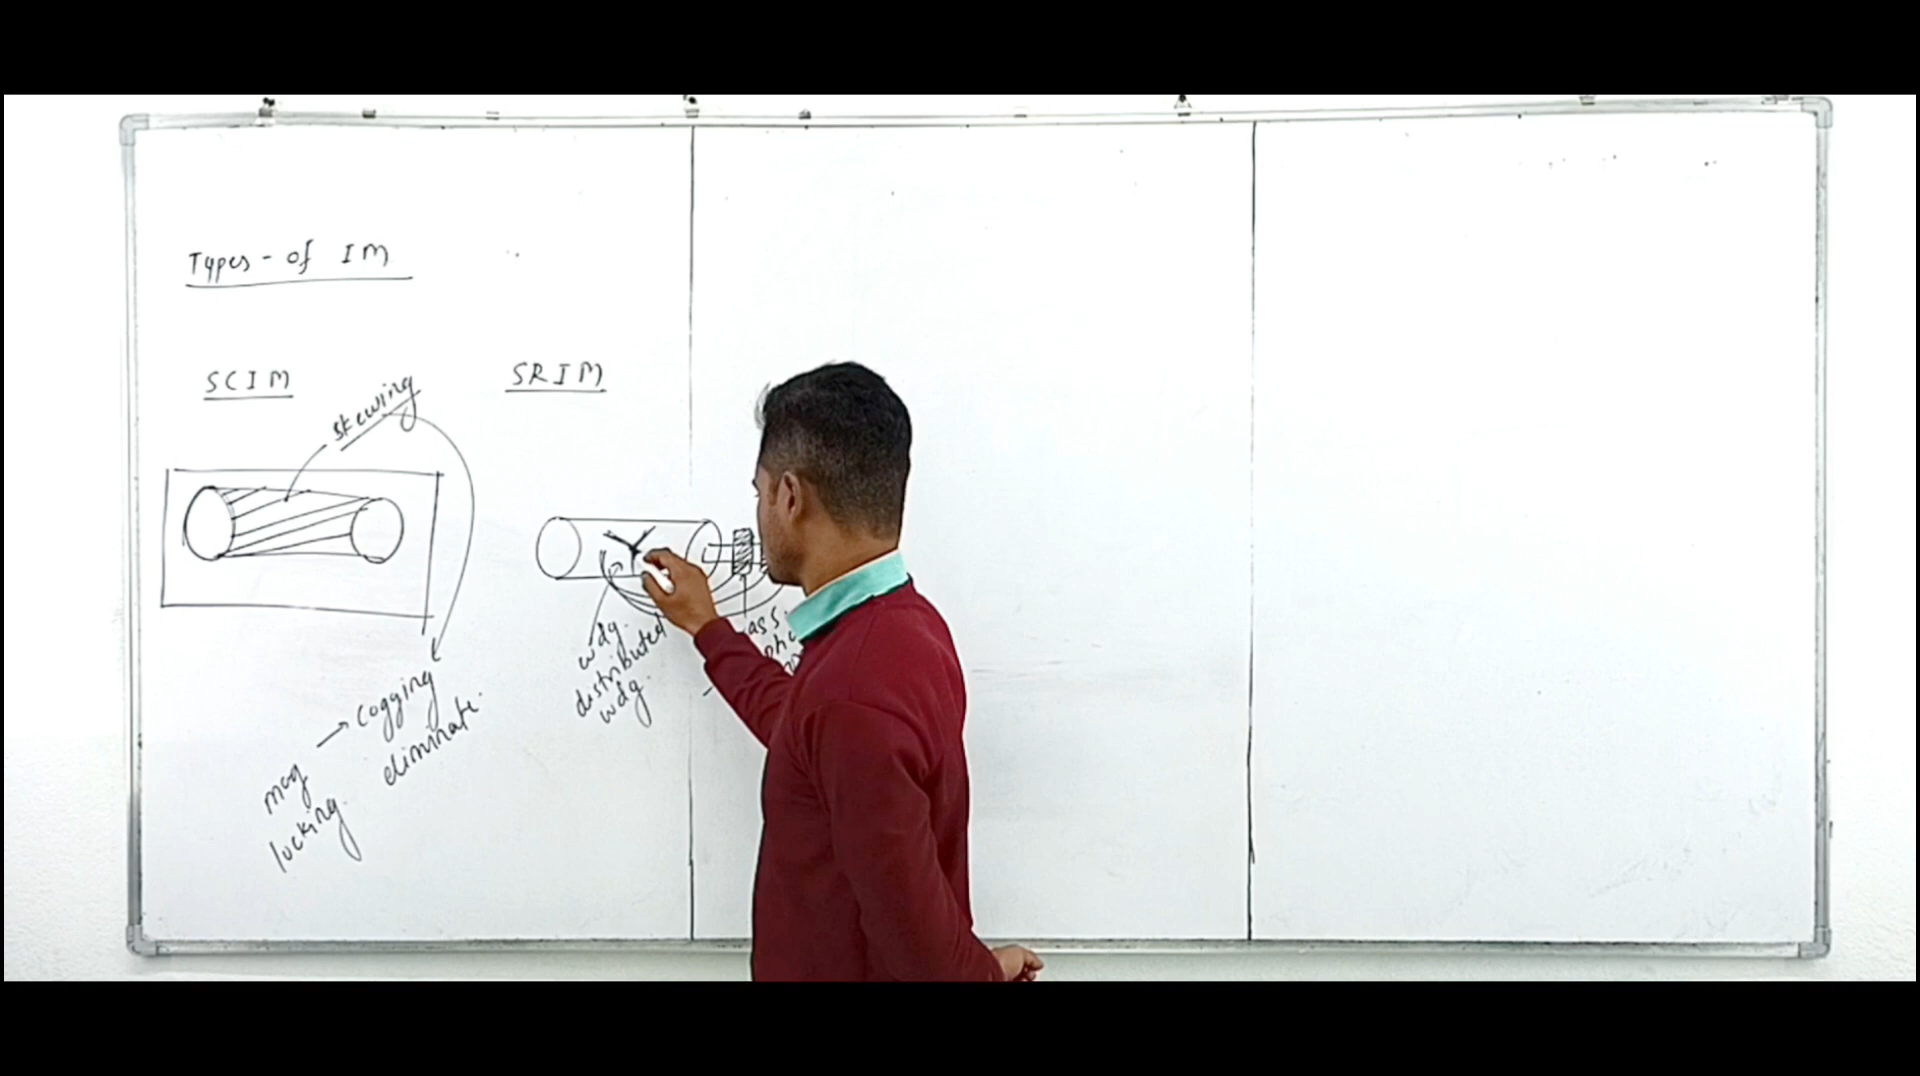 Types - of IM
SCIM
skewing
SRIM
cogging
eliminate.
mag
locking.
wdg.
distributed
wdg.